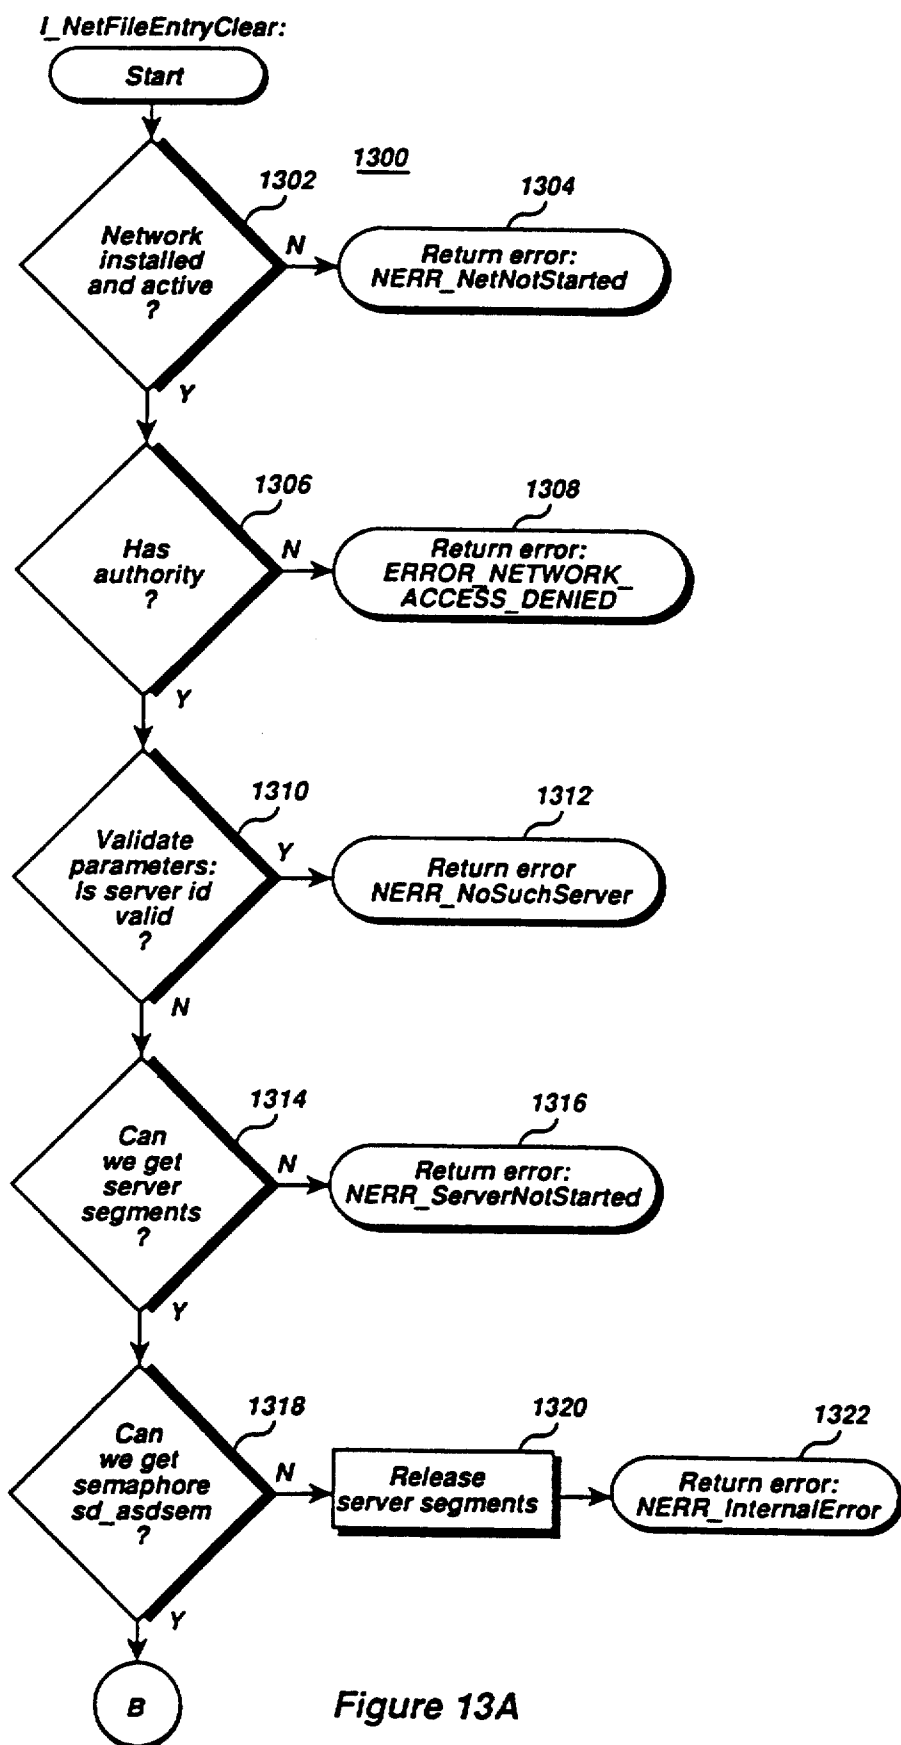 I_NetFileEntryClear:
Start
1300
1302
Network
installed
and active
?
N
Y
1304
Return error:
NERR_NetNotStarted
1306
Has
authority
?
N
Y
1308
Return error:
ERROR_NETWORK_
ACCESS_DENIED
1310
Validate
parameters:
Is server id
valid
?
Y
N
1312
Return error
NERR_NoSuchServer
1314
Can
we get
server
segments
?
N
Y
1316
Return error:
NERR_ServerNotStarted
1318
Can
we get
semaphore
sd_asdsem
?
N
Y
1320
Release
server segments
1322
Return error:
NERR_InternalError
B
Figure 13A